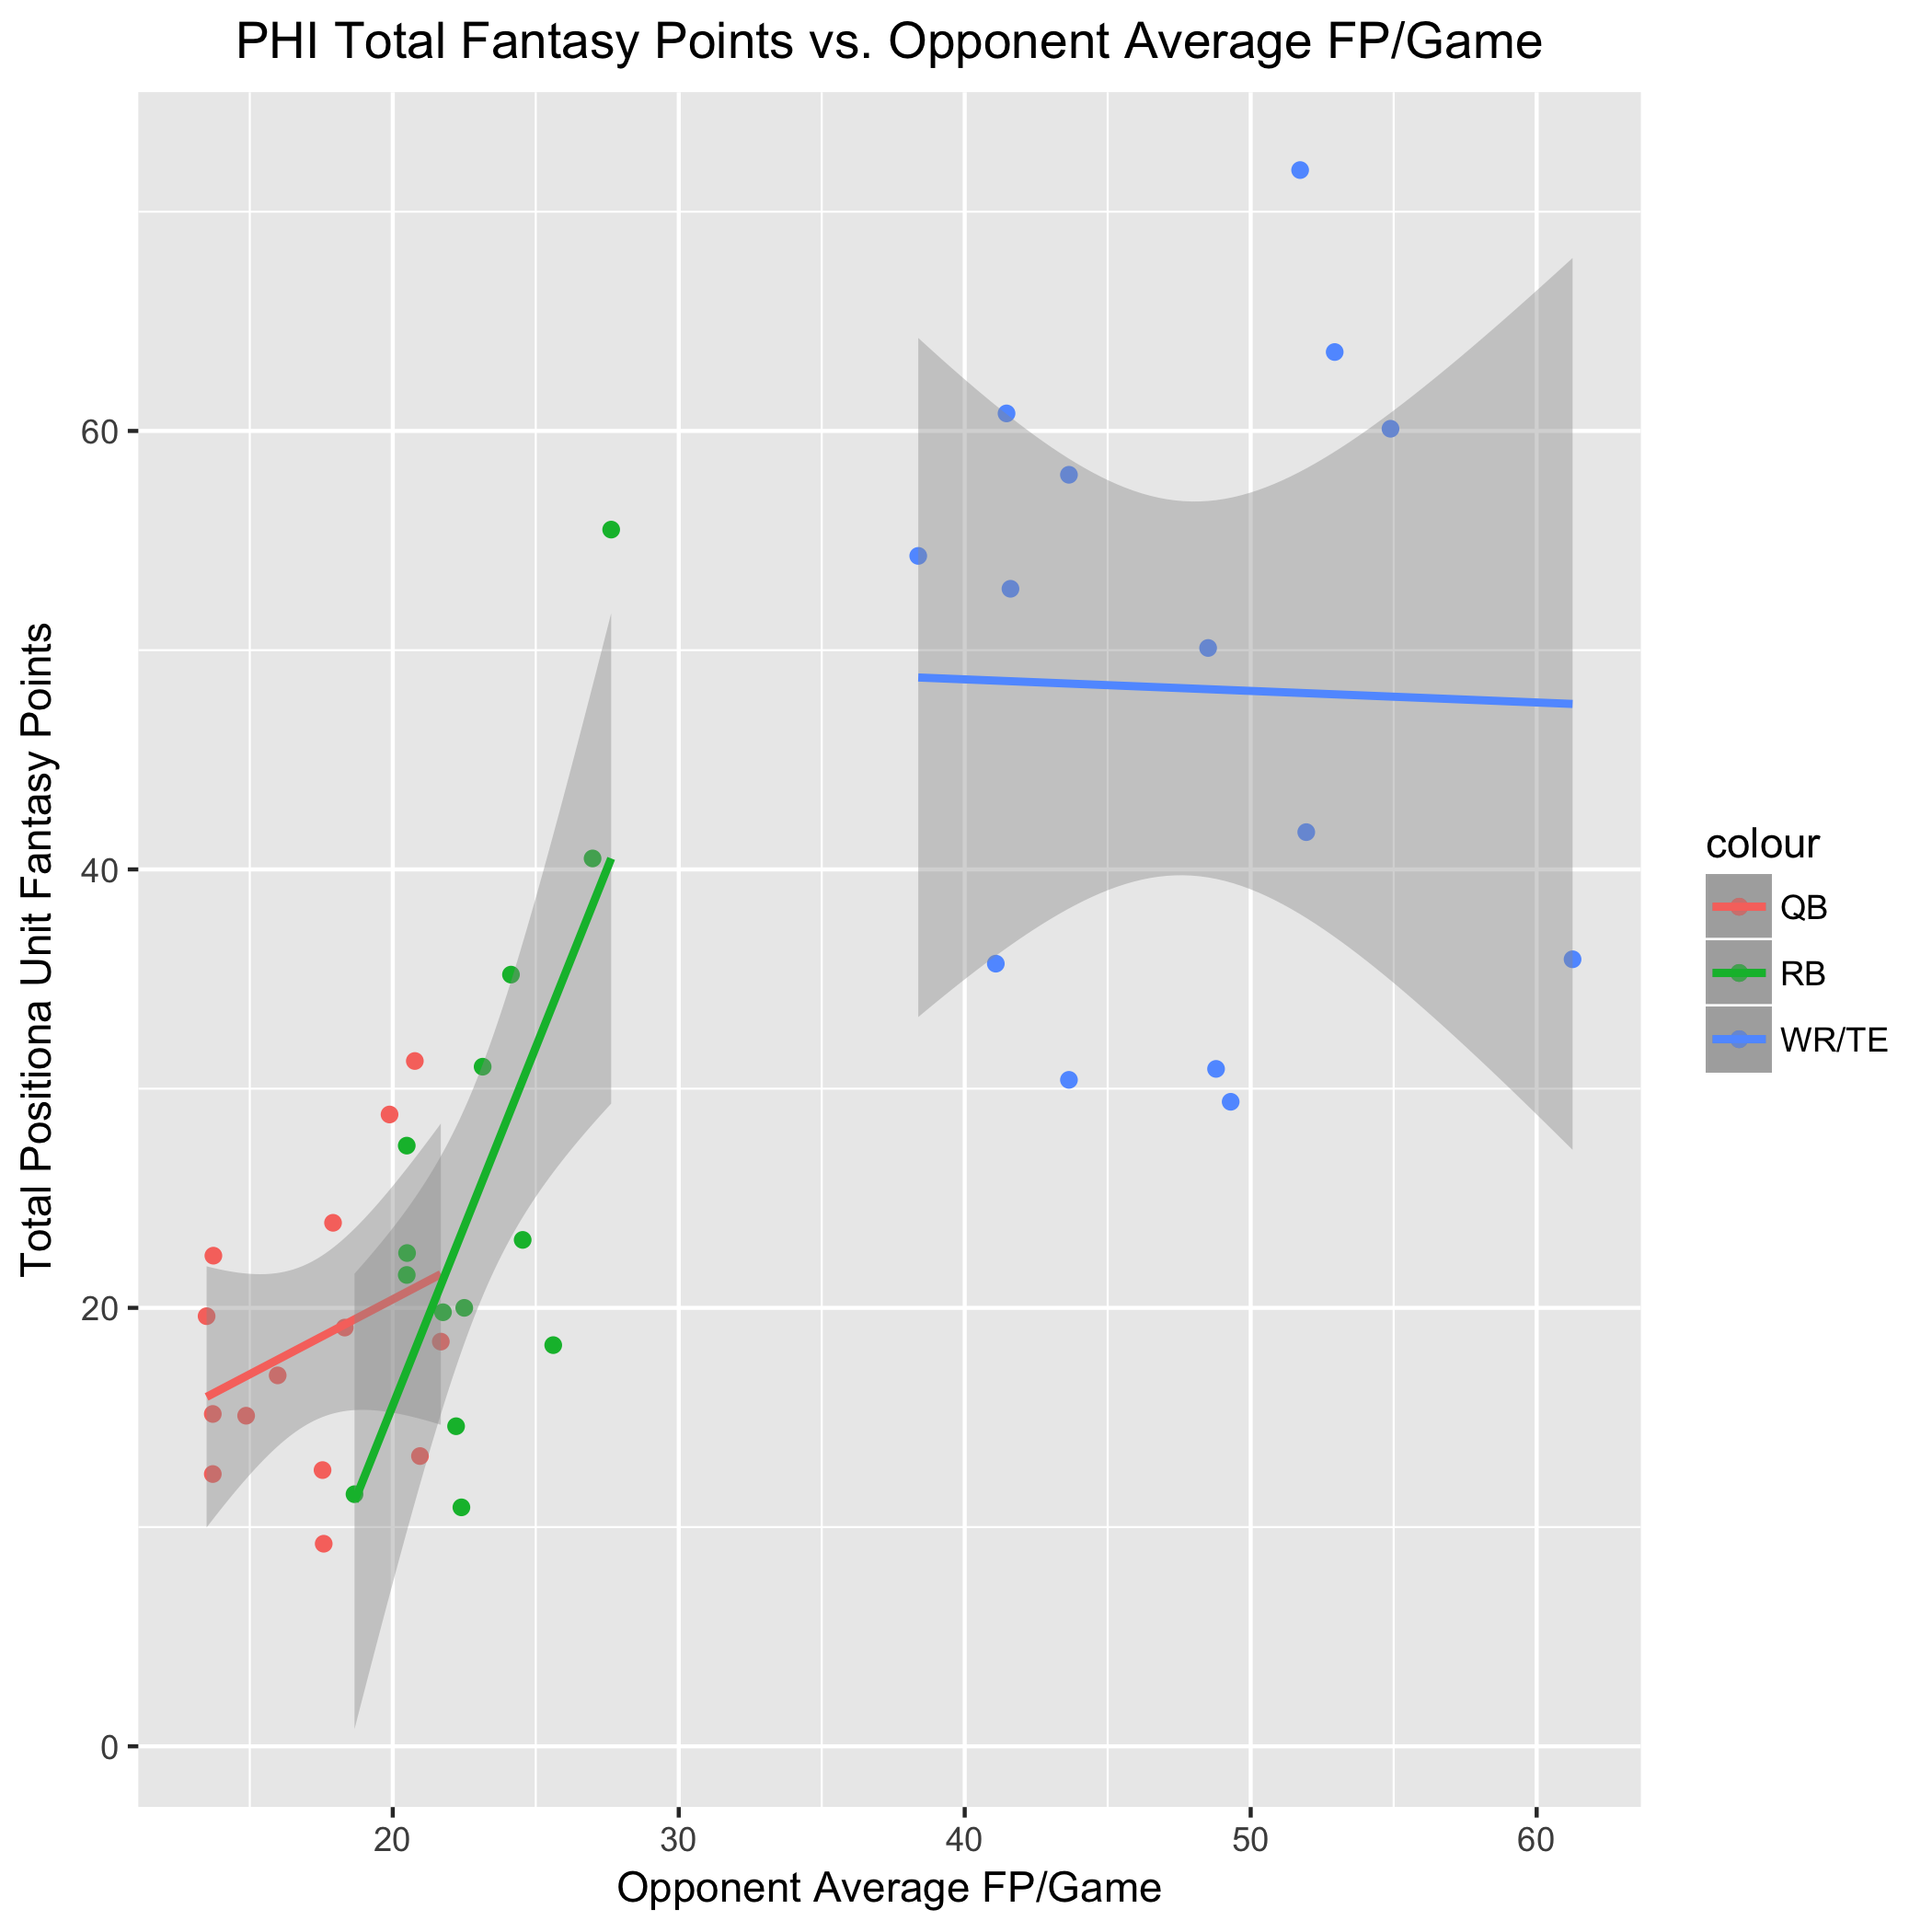 PHI Total Fantasy Points vs. Opponent Average FP/Game
Total Positiona Unit Fantasy Points
60
40
20
0
20
30
40
50
60
Opponent Average FP/Game
colour
QB
RB
WR/TE